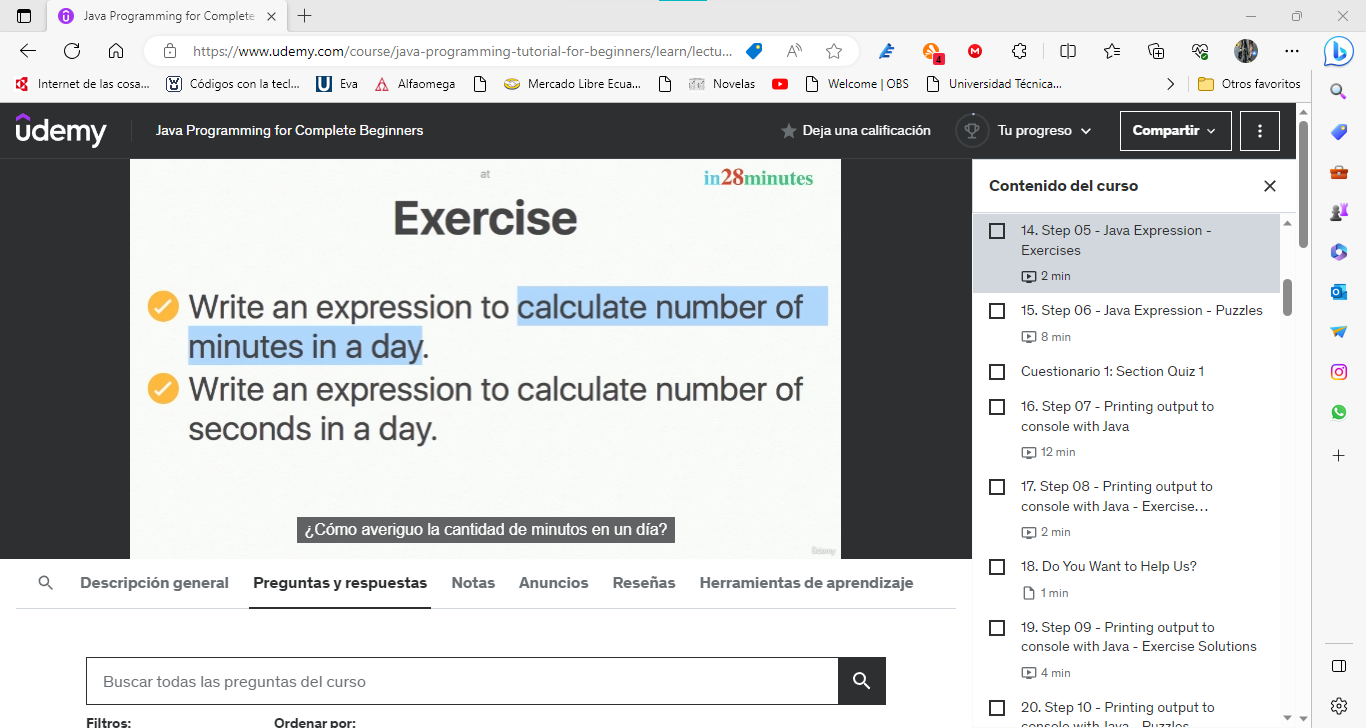 Java Programming for Complete
https://www.udemy.com/course/java-programming-tutorial-for-beginners/learn/lectu...
4
Internet de las cosa...
Códigos con la tecl...
Eva
Alfaomega
Mercado Libre Ecua...
Novelas
Welcome | OBS
Universidad Técnica...
Otros favoritos
ûdemy
Java Programming for Complete Beginners
Deja una calificación
Tu progreso
Compartir
at
in28minutes
Exercise
Write an expression to calculate number of
minutes in a day.
Write an expression to calculate number of
seconds in a day.
¿Cómo averiguo la cantidad de minutos en un día?
Udemy
Contenido del curso
14. Step 05 - Java Expression -
Exercises
2 min
15. Step 06 - Java Expression - Puzzles
8 min
Cuestionario 1: Section Quiz 1
16. Step 07 - Printing output to
console with Java
12 min
17. Step 08 - Printing output to
console with Java - Exercise...
2 min
18. Do You Want to Help Us?
1 min
19. Step 09 - Printing output to
console with Java - Exercise Solutions
4 min
20. Step 10 - Printing output to
console with Java - Puzzles
Descripción general
Preguntas y respuestas
Notas
Anuncios
Reseñas
Herramientas de aprendizaje
Buscar todas las preguntas del curso
Filtros:
Ordenar por: